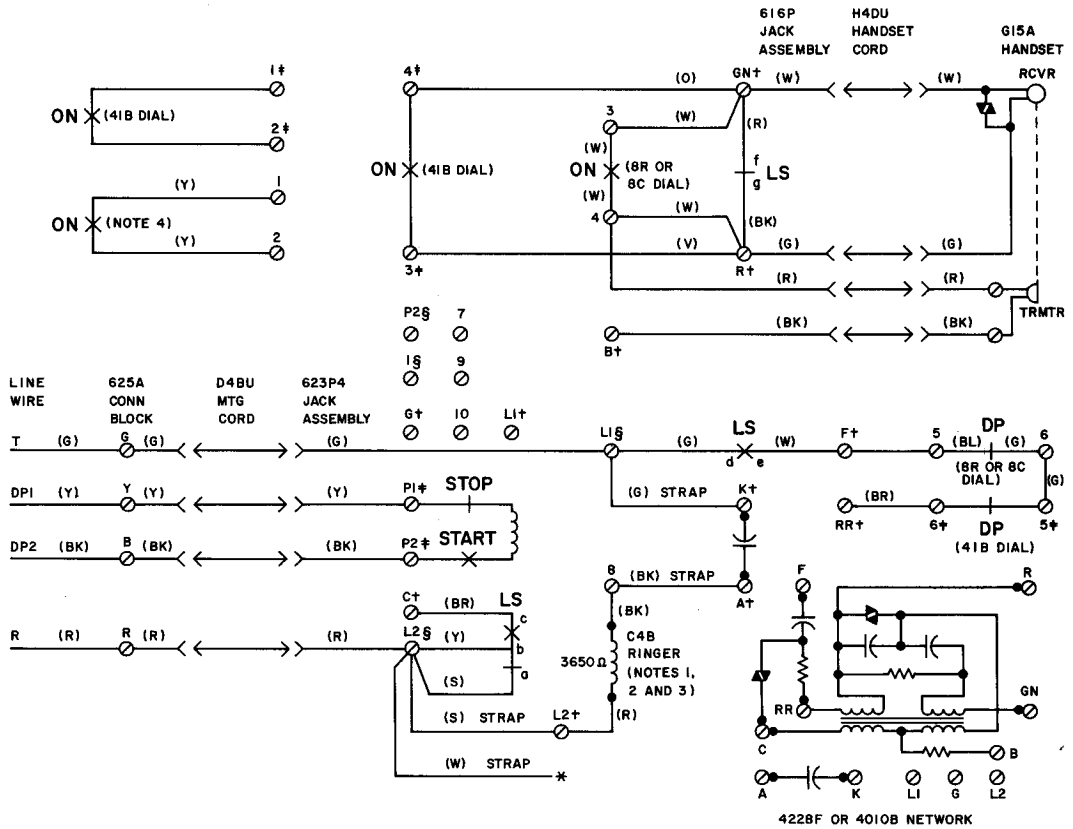 616P JACK ASSEMBLY
H4DU HANDSET CORD
G15A HANDSET
RCVR
1‡
4‡
(O)
GN†
(W)
(W)
ON
(41B DIAL)
2‡
3
(W)
(R)
(W)
ON
(41B DIAL)
ON
(8R OR 8C DIAL)
f
g
LS
(Y)
1
(W)
4
(W)
(BK)
ON
(NOTE 4)
(Y)
2
(V)
(G)
(G)
3‡
R†
(R)
(R)
TRMTR
P2§
7
(BK)
(BK)
B†
1§
9
LINE WIRE
625A CONN BLOCK
D4BU MTG CORD
623P4 JACK ASSEMBLY
G†
10
L1†
T
(G)
G
(G)
(G)
L1§
(G)
LS
d
e
(W)
F†
5
(BL)
DP
(G)
6
(8R OR 8C DIAL)
(G)
DP1
(Y)
Y
(Y)
(Y)
P1‡
STOP
(G) STRAP
K†
(BR)
RR†
6‡
DP
5‡
(41B DIAL)
DP2
(BK)
B
(BK)
(BK)
P2‡
START
8
(BK) STRAP
A†
F
R
C†
(BR)
LS
c
(BK)
R
(R)
R
(R)
(R)
L2§
(Y)
b
a
(S)
3650Ω
C4B RINGER (NOTES 1, 2 AND 3)
(S) STRAP
L2†
(R)
RR
GN
C
B
(W) STRAP
*
A
K
L1
G
L2
4228F OR 4010B NETWORK